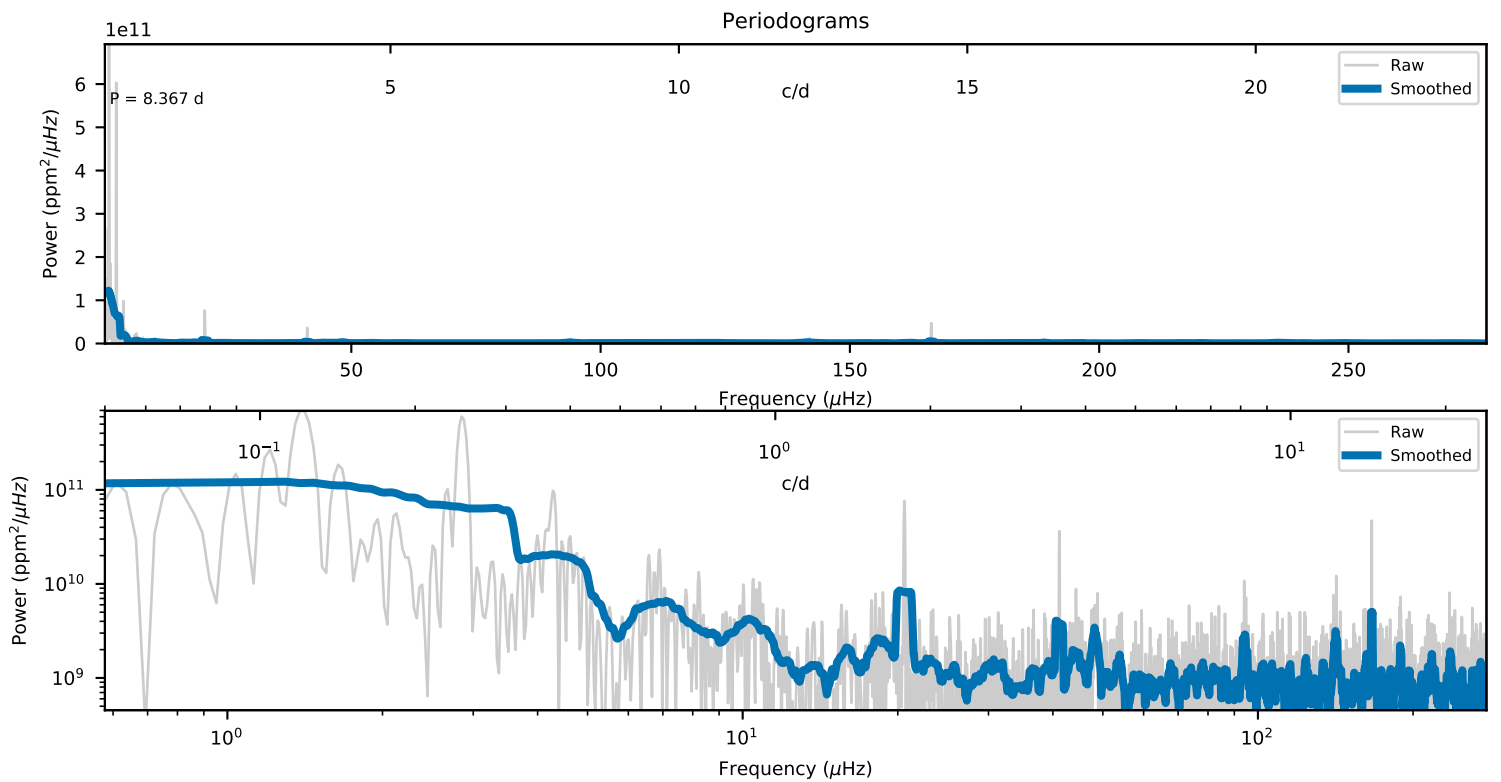 Periodograms
1e11
5 10 15 20
c/d
P = 8.367 d
Raw
Smoothed
6
5
4
3
2
1
0
Power (ppm²/μHz)
50 100 150 200 250
Frequency (μHz)
10⁻¹ 10⁰ 10¹
c/d
Raw
Smoothed
10¹¹
10¹⁰
10⁹
Power (ppm²/μHz)
10⁰ 10¹ 10²
Frequency (μHz)